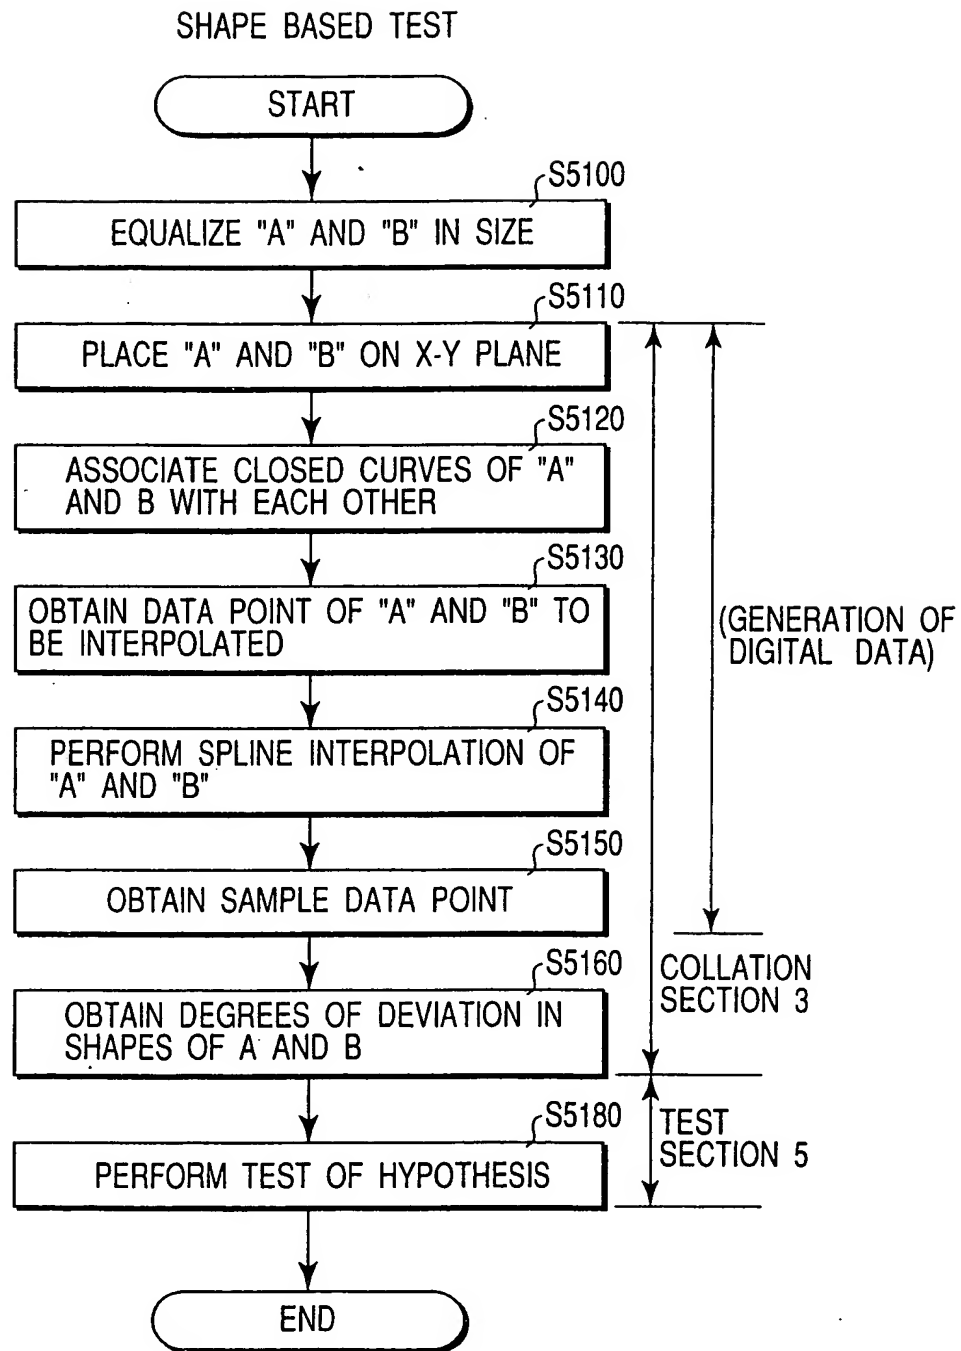 SHAPE BASED TEST
START
S5100
EQUALIZE "A" AND "B" IN SIZE
S5110
PLACE "A" AND "B" ON X-Y PLANE
S5120
ASSOCIATE CLOSED CURVES OF "A"
AND B WITH EACH OTHER
S5130
OBTAIN DATA POINT OF "A" AND "B" TO
BE INTERPOLATED
(GENERATION OF
DIGITAL DATA)
S5140
PERFORM SPLINE INTERPOLATION OF
"A" AND "B"
S5150
OBTAIN SAMPLE DATA POINT
S5160
OBTAIN DEGREES OF DEVIATION IN
SHAPES OF A AND B
COLLATION
SECTION 3
S5180
PERFORM TEST OF HYPOTHESIS
TEST
SECTION 5
END